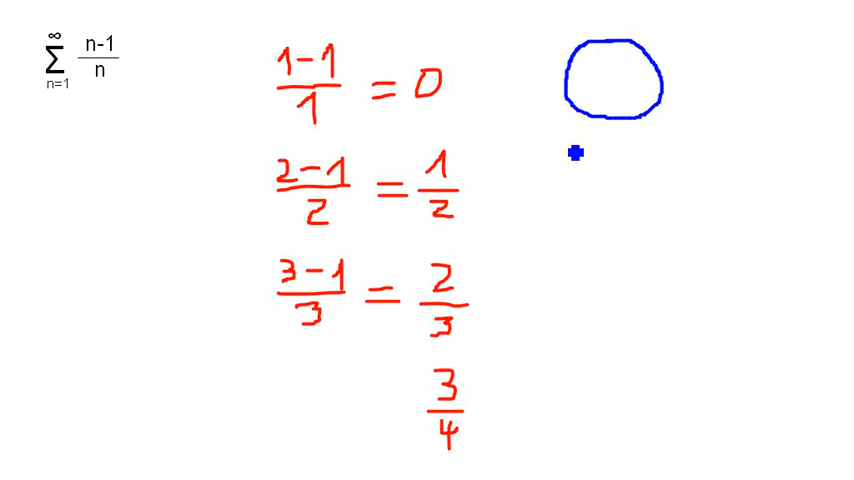 ∞
Σ n-1/n
n=1
1-1/1 = 0
2-1/2 = 1/2
3-1/3 = 2/3
3/4